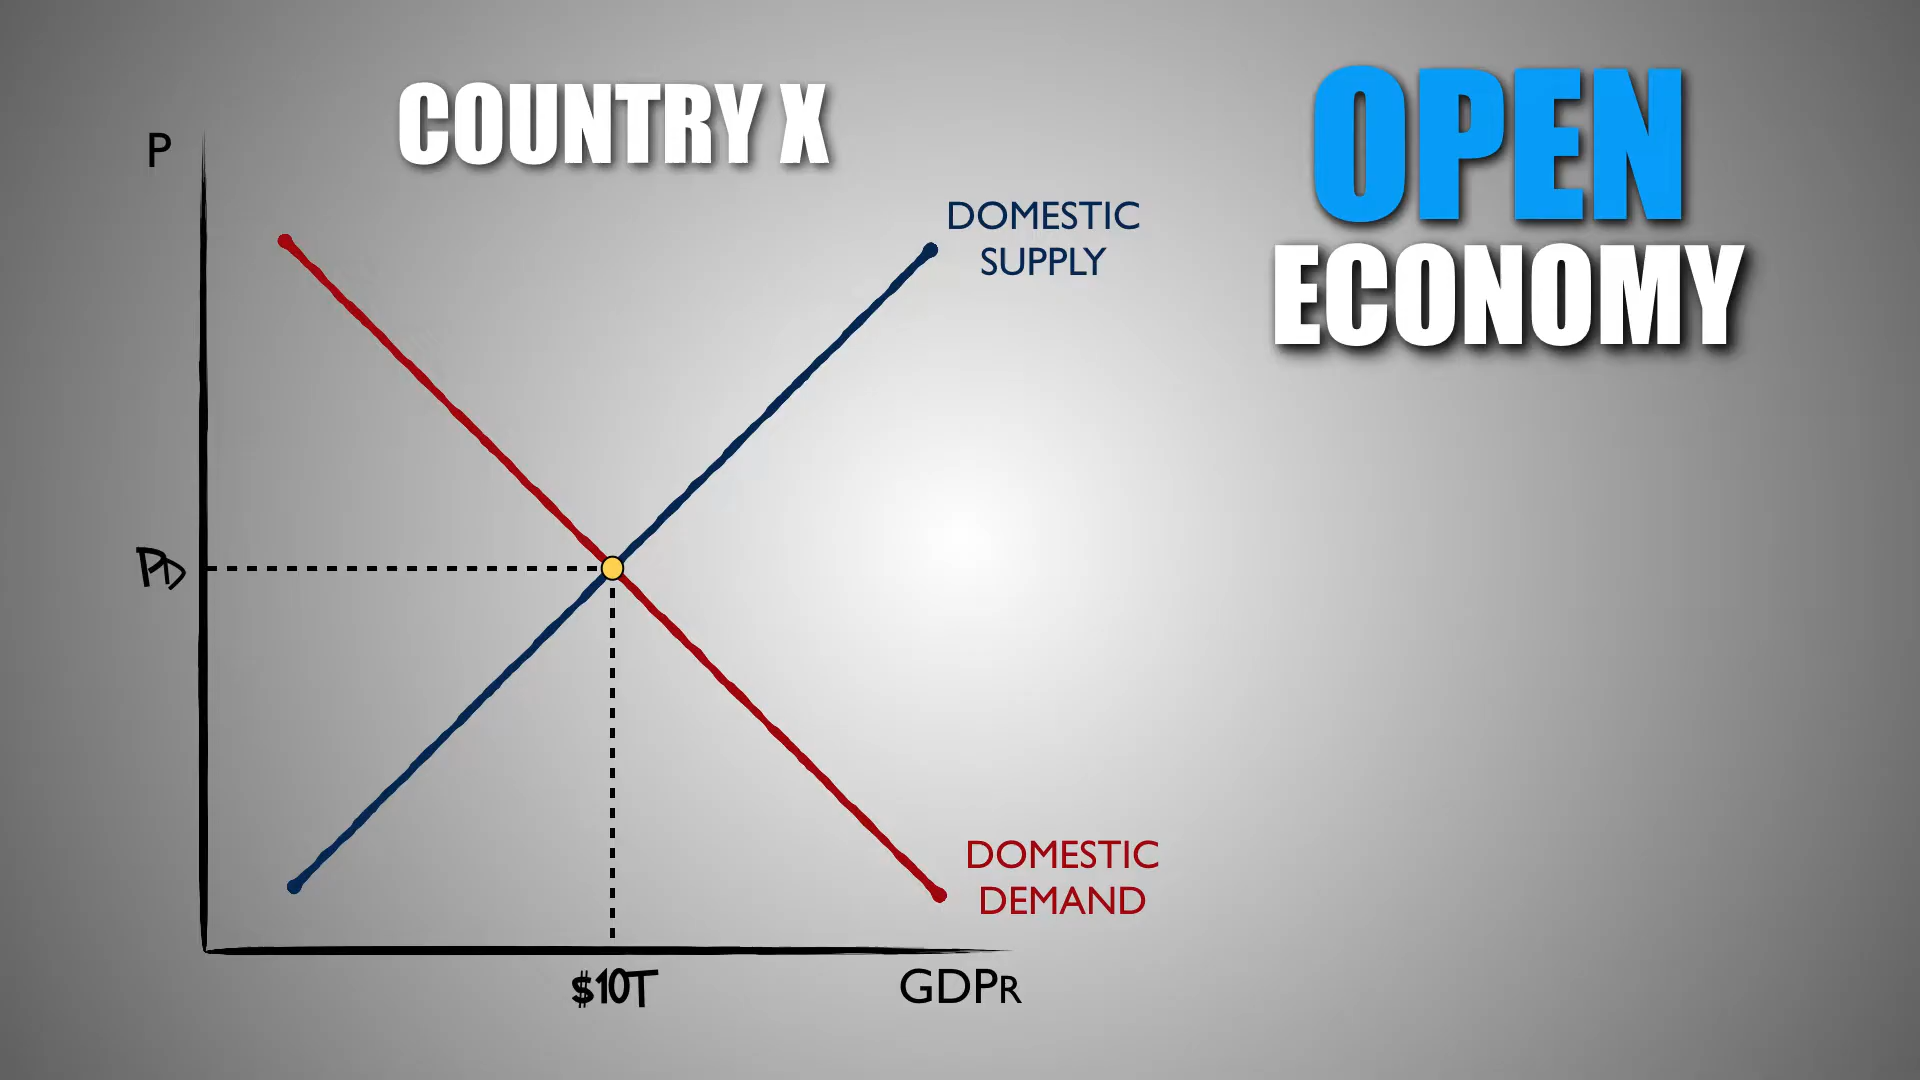 COUNTRY X
OPEN
ECONOMY
P
DOMESTIC
SUPPLY
PD
DOMESTIC
DEMAND
$10T
GDPR